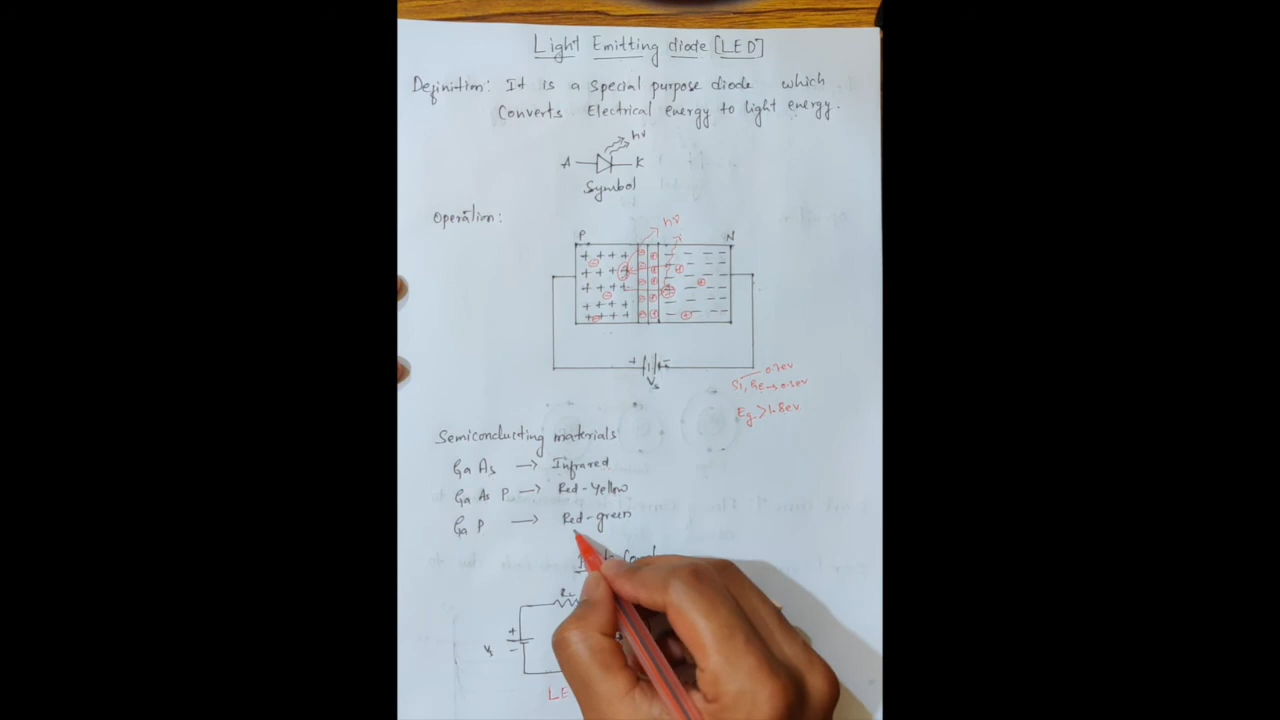 Light Emitting diode [LED]
Definition: It is a special purpose diode which
converts Electrical energy to light energy.
hν
A K
Symbol
Operation:
hν
P N
+ -
Vs
0.7ev
Si, Ge→0.3ev
Eg >1.8ev
Semiconducting materials
Ga As → Infrared
Ga As P → Red-Yellow
Ga P → Red-green
RL
+
Vs
-
LE